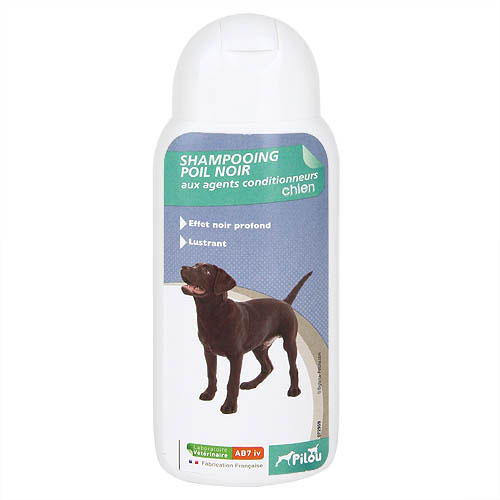 SHAMPOOING
POIL NOIR
aux agents conditionneurs
chien
Effet noir profond
Lustrant
Laboratoire
Vétérinaire
AB7 iv
Fabrication Française
Pilou